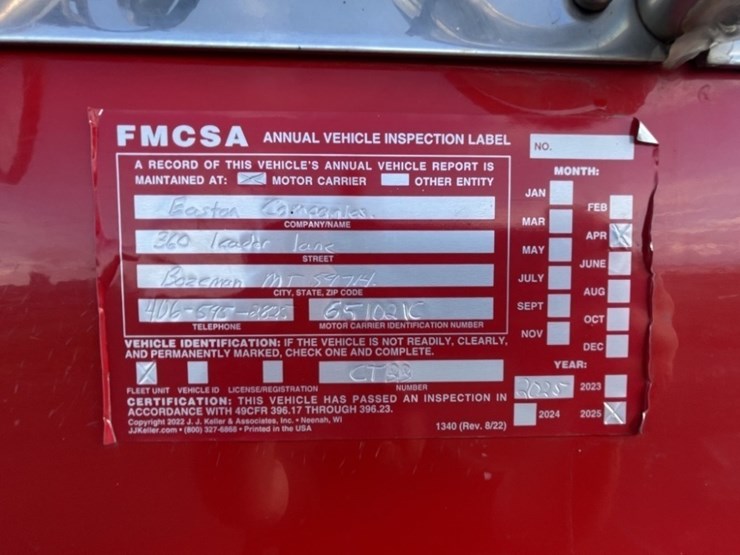 FMCSA ANNUAL VEHICLE INSPECTION LABEL
NO.
A RECORD OF THIS VEHICLE'S ANNUAL VEHICLE REPORT IS
MAINTAINED AT: MOTOR CARRIER OTHER ENTITY
Easton
COMPANY/NAME
360 leader lane
STREET
Bozeman MT
CITY, STATE, ZIP CODE
TELEPHONE MOTOR CARRIER IDENTIFICATION NUMBER
VEHICLE IDENTIFICATION: IF THE VEHICLE IS NOT READILY, CLEARLY,
AND PERMANENTLY MARKED, CHECK ONE AND COMPLETE.
FLEET UNIT VEHICLE ID LICENSE/REGISTRATION NUMBER
CERTIFICATION: THIS VEHICLE HAS PASSED AN INSPECTION IN
ACCORDANCE WITH 49CFR 396.17 THROUGH 396.23.
Copyright 2022 J. J. Keller & Associates, Inc. • Neenah, WI
JJKeller.com • (800) 327-6868 • Printed in the USA
1340 (Rev. 8/22)
MONTH:
JAN
FEB
MAR
APR
MAY
JUNE
JULY
AUG
SEPT
OCT
NOV
DEC
YEAR:
2025 2023
2024 2025